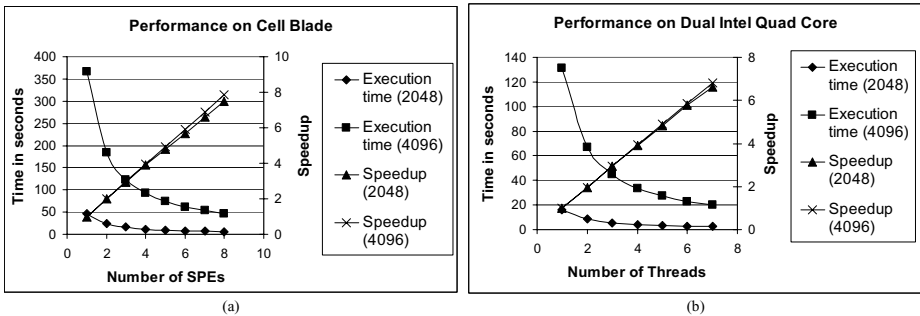 Performance on Cell Blade
400
350
300
250
200
150
100
50
0
Time in seconds
0 2 4 6 8 10
Number of SPEs
10
8
6
4
2
0
Speedup
Execution
time (2048)
Execution
time (4096)
Speedup
(2048)
Speedup
(4096)
(a)
Performance on Dual Intel Quad Core
140
120
100
80
60
40
20
0
Time in seconds
0 2 4 6 8
Number of Threads
8
6
4
2
0
Speedup
Execution
time (2048)
Execution
time (4096)
Speedup
(2048)
Speedup
(4096)
(b)